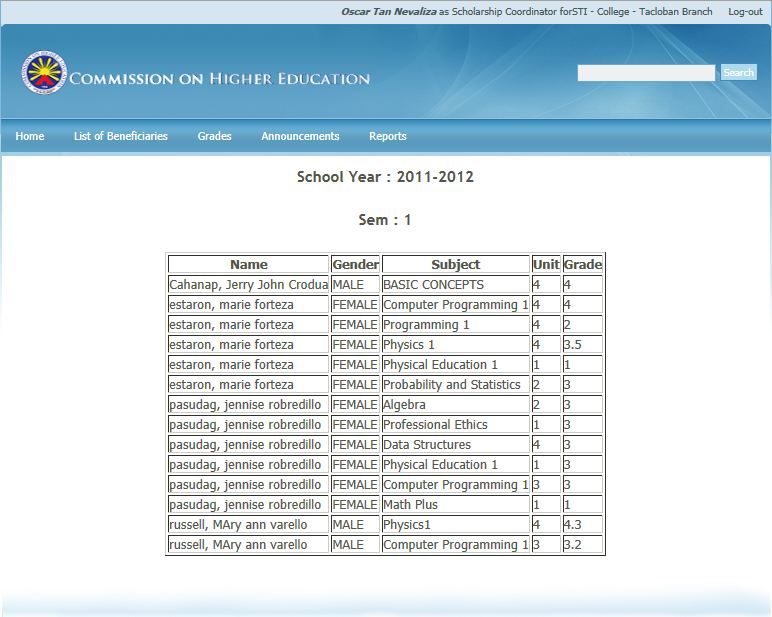 Oscar Tan Nevaliza as Scholarship Coordinator forSTI - College - Tacloban Branch Log-out
COMMISSION ON HIGHER EDUCATION
Search
Home List of Beneficiaries Grades Announcements Reports
School Year : 2011-2012
Sem : 1
Name Gender Subject Unit Grade
Cahanap, Jerry John Crodua MALE BASIC CONCEPTS 4 4
estaron, marie forteza FEMALE Computer Programming 1 4 4
estaron, marie forteza FEMALE Programming 1 4 2
estaron, marie forteza FEMALE Physics 1 4 3.5
estaron, marie forteza FEMALE Physical Education 1 1 1
estaron, marie forteza FEMALE Probability and Statistics 2 3
pasudag, jennise robredillo FEMALE Algebra 2 3
pasudag, jennise robredillo FEMALE Professional Ethics 1 3
pasudag, jennise robredillo FEMALE Data Structures 4 3
pasudag, jennise robredillo FEMALE Physical Education 1 1 3
pasudag, jennise robredillo FEMALE Computer Programming 1 3 3
pasudag, jennise robredillo FEMALE Math Plus 1 1
russell, MAry ann varello MALE Physics1 4 4.3
russell, MAry ann varello MALE Computer Programming 1 3 3.2